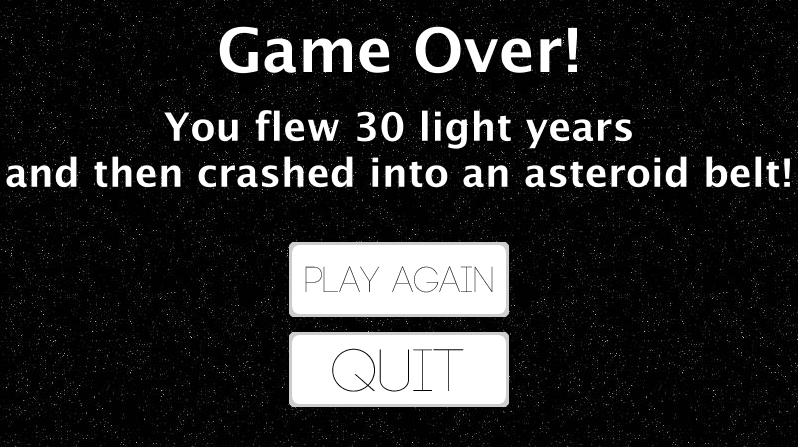 Game Over!
You flew 30 light years
and then crashed into an asteroid belt!
PLAY AGAIN
QUIT